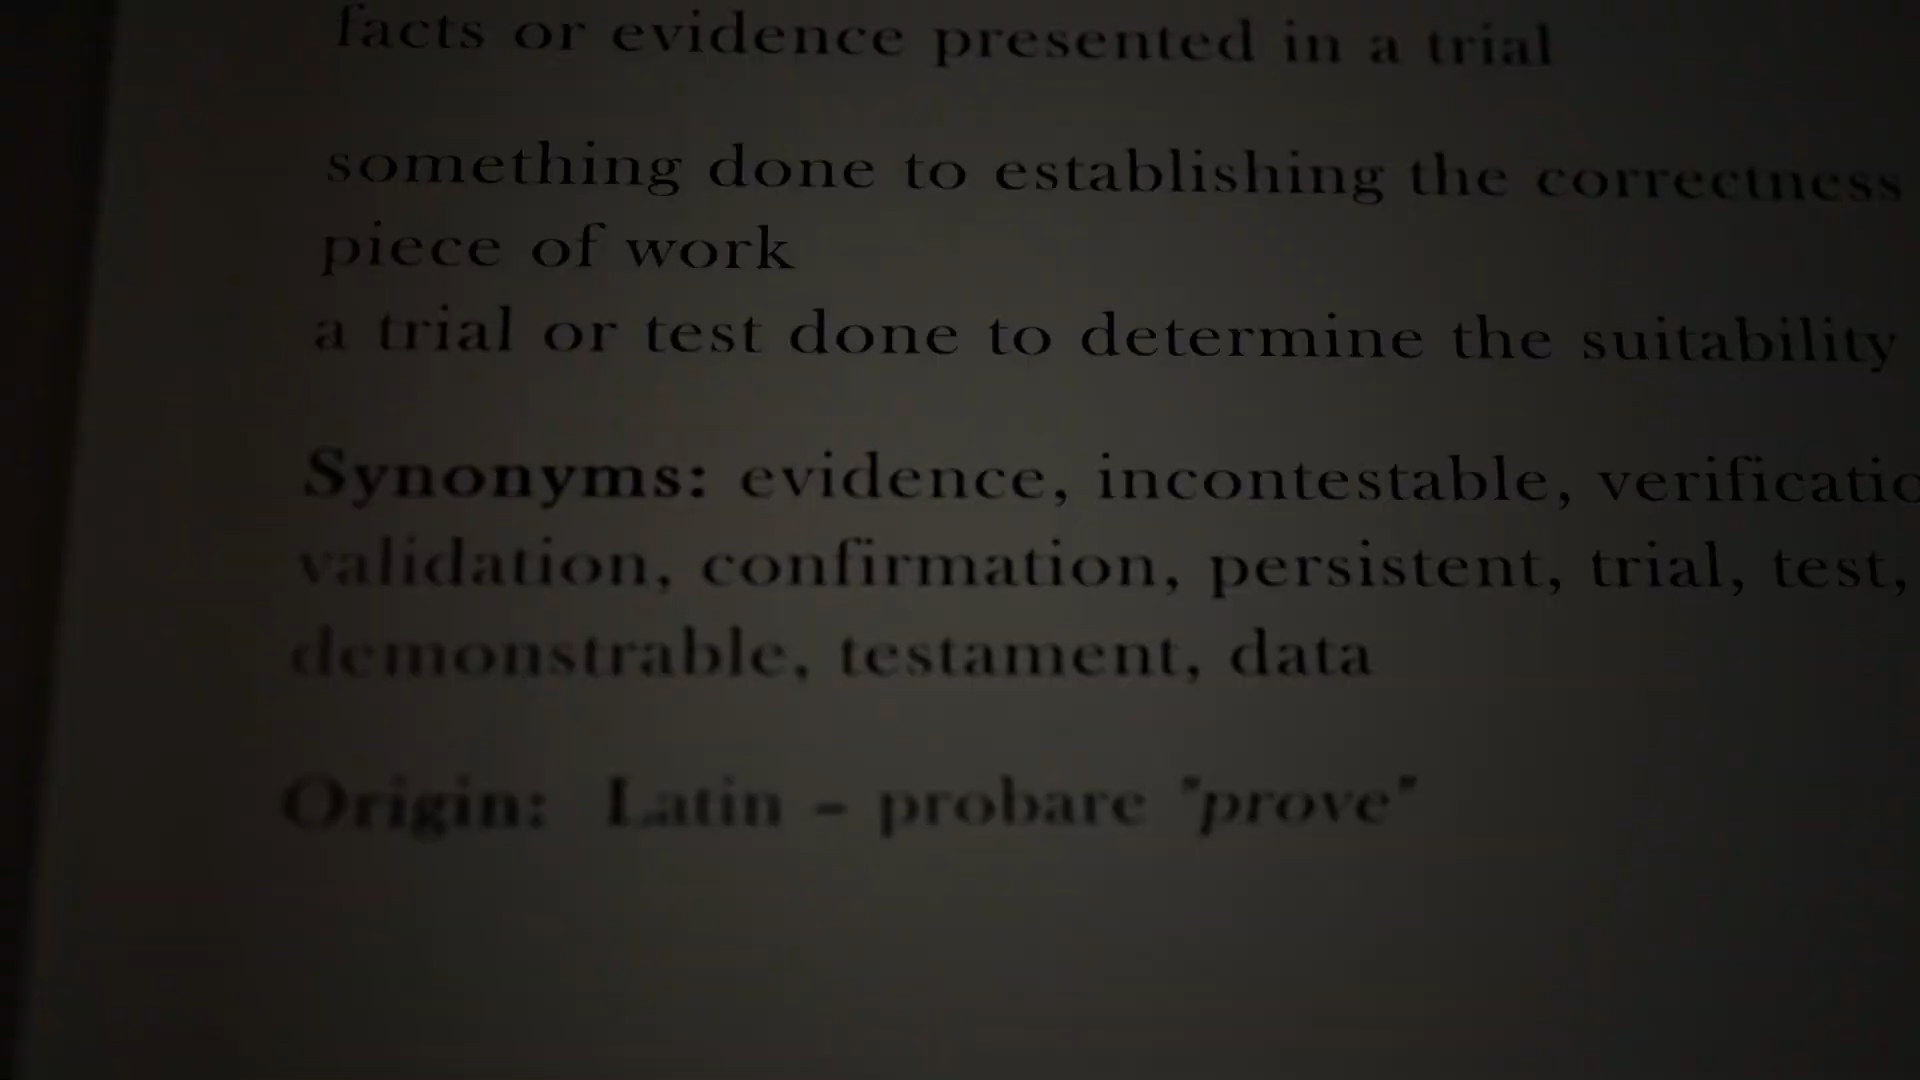 facts or evidence presented in a trial
something done to establishing the correctness
piece of work
a trial or test done to determine the suitability
Synonyms: evidence, incontestable,
validation, confirmation, persistent, trial, test,
demonstrable, testament, data
Origin: Latin - probare "prove"